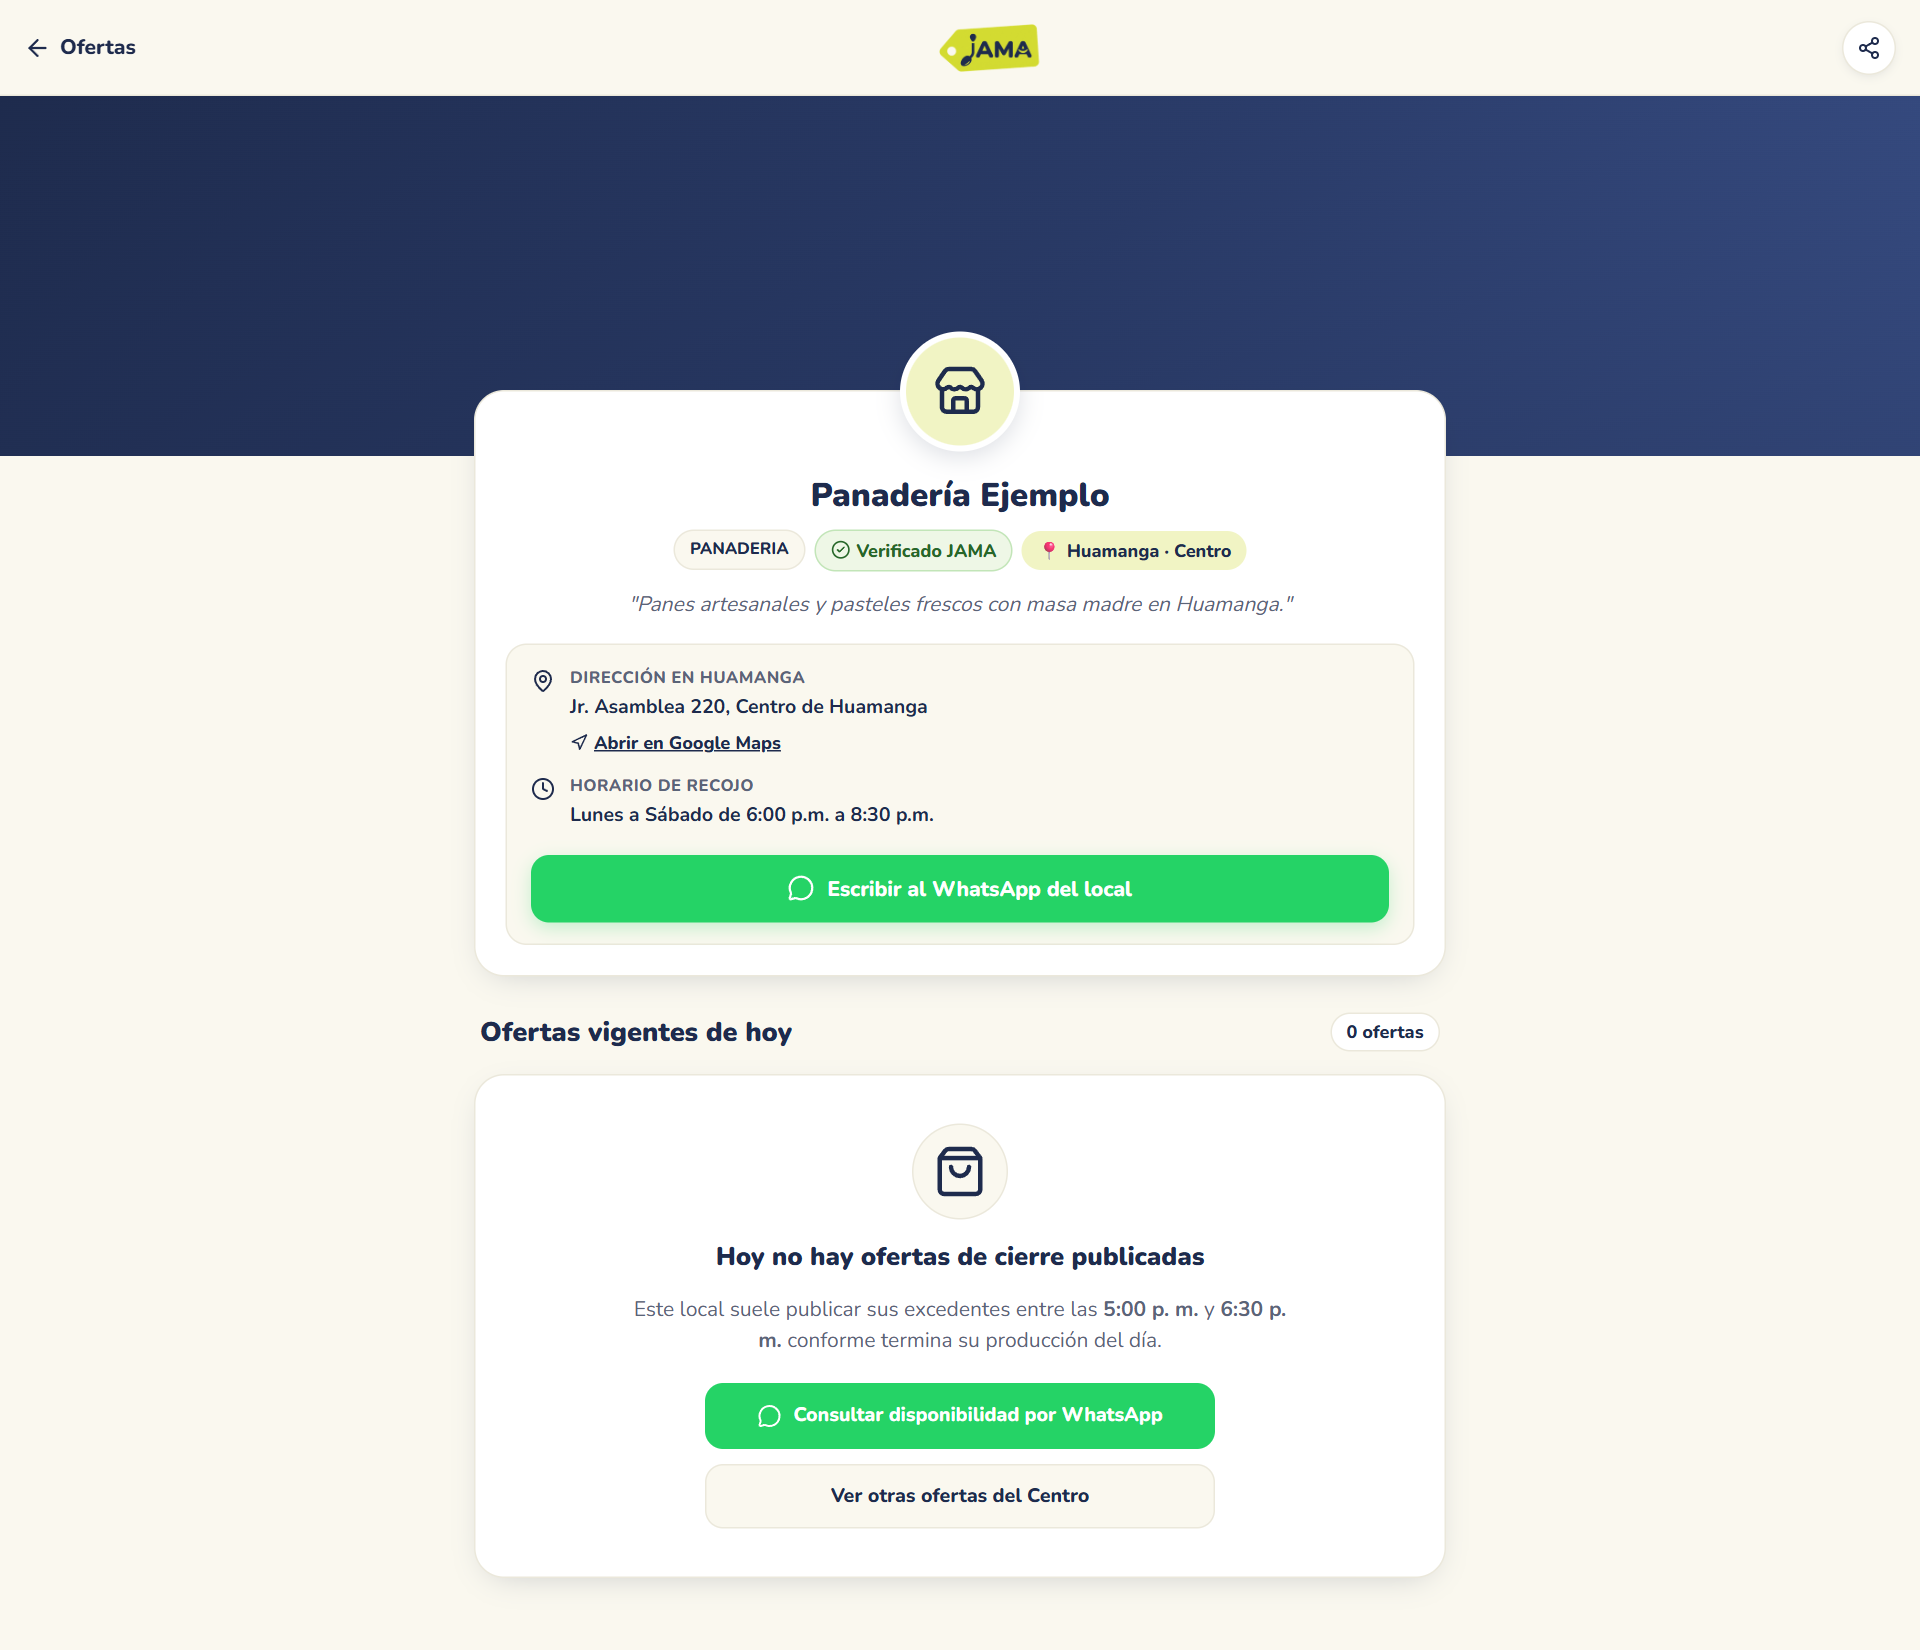 Ofertas
JAMA
Panadería Ejemplo
PANADERIA
Verificado JAMA
Huamanga · Centro
"Panes artesanales y pasteles frescos con masa madre en Huamanga."
DIRECCIÓN EN HUAMANGA
Jr. Asamblea 220, Centro de Huamanga
Abrir en Google Maps
HORARIO DE RECOJO
Lunes a Sábado de 6:00 p.m. a 8:30 p.m.
Escribir al WhatsApp del local
Ofertas vigentes de hoy
0 ofertas
Hoy no hay ofertas de cierre publicadas
Este local suele publicar sus excedentes entre las 5:00 p. m. y 6:30 p.
m. conforme termina su producción del día.
Consultar disponibilidad por WhatsApp
Ver otras ofertas del Centro